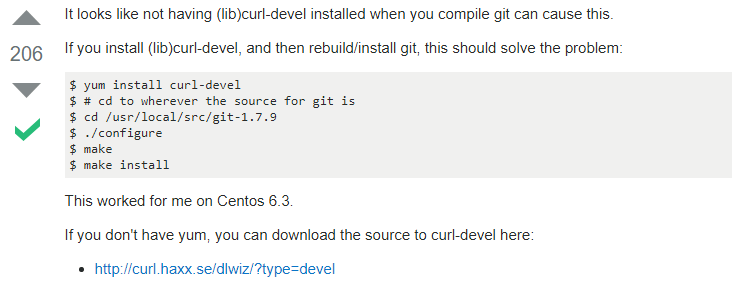 It looks like not having (lib)curl-devel installed when you compile git can cause this.
206
If you install (lib)curl-devel, and then rebuild/install git, this should solve the problem:
$ yum install curl-devel
$ # cd to wherever the source for git is
$ cd /usr/local/src/git-1.7.9
$ ./configure
$ make
$ make install
This worked for me on Centos 6.3.
If you don't have yum, you can download the source to curl-devel here:
• http://curl.haxx.se/dlwiz/?type=devel